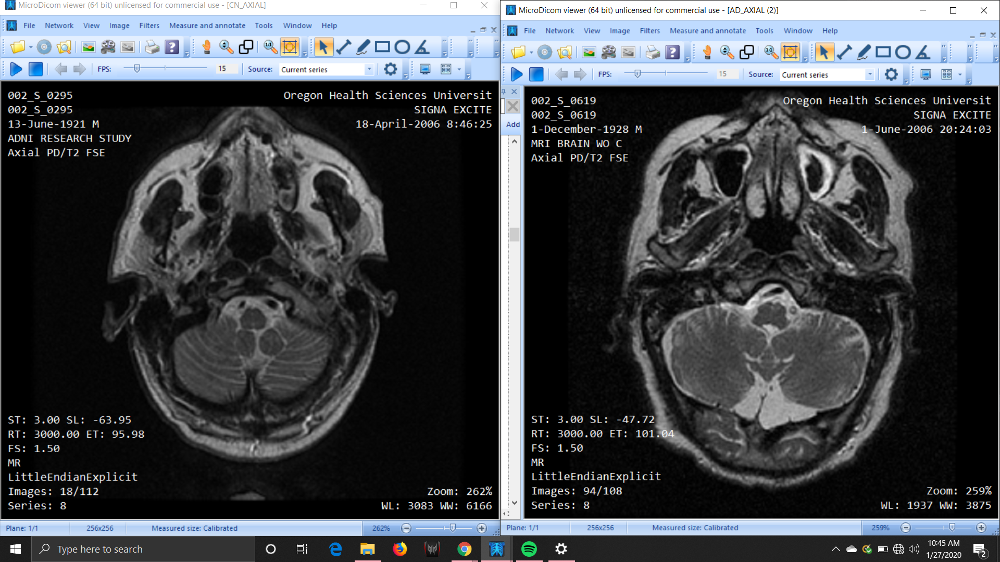 MicroDicom viewer (64 bit) unlicensed for commercial use - [CN_AXIAL]
File Network View Image Filters Measure and annotate Tools Window Help
1:1
FPS: 15 Source: Current series
002_S_0295
002_S_0295
13-June-1921 M
ADNI RESEARCH STUDY
Axial PD/T2 FSE
Oregon Health Sciences Universit
SIGNA EXCITE
18-April-2006 8:46:25
ST: 3.00 SL: -63.95
RT: 3000.00 ET: 95.98
FS: 1.50
MR
LittleEndianExplicit
Images: 18/112
Series: 8
Zoom: 262%
WL: 3083 WW: 6166
Plane: 1/1 256x256 Measured size: Calibrated 262%
MicroDicom viewer (64 bit) unlicensed for commercial use - [AD_AXIAL (2)]
File Network View Image Filters Measure and annotate Tools Window Help
1:1
FPS: 15 Source: Current series
Add
002_S_0619
002_S_0619
1-December-1928 M
MRI BRAIN WO C
Axial PD/T2 FSE
Oregon Health Sciences Universit
SIGNA EXCITE
1-June-2006 20:24:03
ST: 3.00 SL: -47.72
RT: 3000.00 ET: 101.04
FS: 1.50
MR
LittleEndianExplicit
Images: 94/108
Series: 8
Zoom: 259%
WL: 1937 WW: 3875
Plane: 1/1 256x256 Measured size: Calibrated 259%
Type here to search
10:45 AM
1/27/2020
2